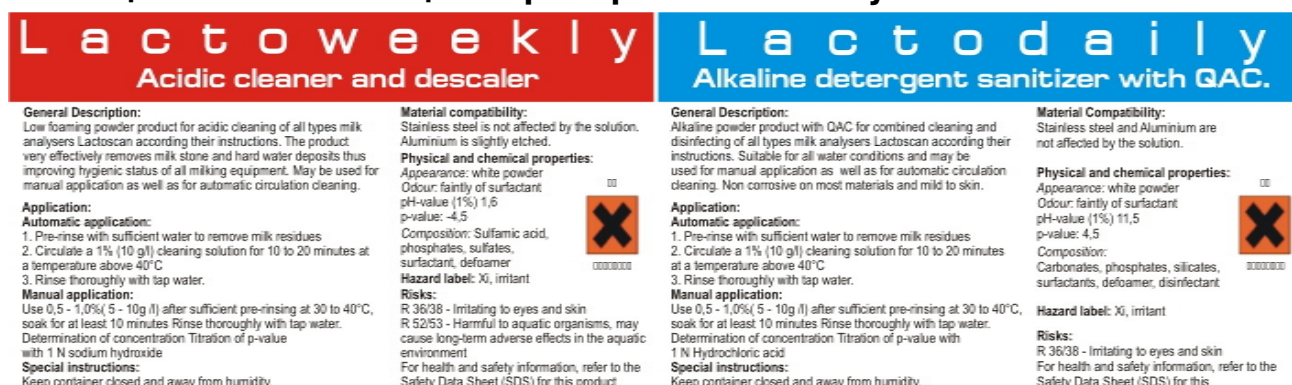 Lactoweekly
Acidic cleaner and descaler
General Description:
Low foaming powder product for acidic cleaning of all types milk
analysers Lactoscan according their instructions. The product
very effectively removes milk stone and hard water deposits thus
improving hygienic status of all milking equipment. May be used for
manual application as well as for automatic circulation cleaning.
Application:
Automatic application:
1. Pre-rinse with sufficient water to remove milk residues
2. Circulate a 1% (10 g/l) cleaning solution for 10 to 20 minutes at
a temperature above 40°C
3. Rinse thoroughly with tap water.
Manual application:
Use 0,5 - 1,0%( 5 - 10g /l) after sufficient pre-rinsing at 30 to 40°C,
soak for at least 10 minutes Rinse thoroughly with tap water.
Determination of concentration Titration of p-value
with 1 N sodium hydroxide
Special instructions:
Keep container closed and away from humidity
Material compatibility:
Stainless steel is not affected by the solution.
Aluminium is slightly etched.
Physical and chemical properties:
Appearance: white powder
Odour: faintly of surfactant
pH-value (1%) 1,6
p-value: -4,5
Composition: Sulfamic acid,
phosphates, sulfates,
surfactant, defoamer
Hazard label: Xi, irritant
Risks:
R 36/38 - Irritating to eyes and skin
R 52/53 - Harmful to aquatic organisms, may
cause long-term adverse effects in the aquatic
environment
For health and safety information, refer to the
Safety Data Sheet (SDS) for this product
Lactodaily
Alkaline detergent sanitizer with QAC.
General Description:
Alkaline powder product with QAC for combined cleaning and
disinfecting of all types milk analysers Lactoscan according their
instructions. Suitable for all water conditions and may be
used for manual application as well as for automatic circulation
cleaning. Non corrosive on most materials and mild to skin.
Application:
Automatic application:
1. Pre-rinse with sufficient water to remove milk residues
2. Circulate a 1% (10 g/l) cleaning solution for 10 to 20 minutes
at a temperature above 40°C
3. Rinse thoroughly with tap water.
Manual application:
Use 0,5 - 1,0%( 5 - 10g /l) after sufficient pre-rinsing at 30 to 40°C,
soak for at least 10 minutes Rinse thoroughly with tap water.
Determination of concentration Titration of p-value with
1 N Hydrochloric acid
Special instructions:
Keep container closed and away from humidity.
Material Compatibility:
Stainless steel and Aluminium are
not affected by the solution.
Physical and chemical properties:
Appearance: white powder
Odour: faintly of surfactant
pH-value (1%) 11,5
p-value: 4,5
Composition:
Carbonates, phosphates, silicates,
surfactants, defoamer, disinfectant
Hazard label: Xi, irritant
Risks:
R 36/38 - Irritating to eyes and skin
For health and safety information, refer to the
Safety Data Sheet (SDS) for this